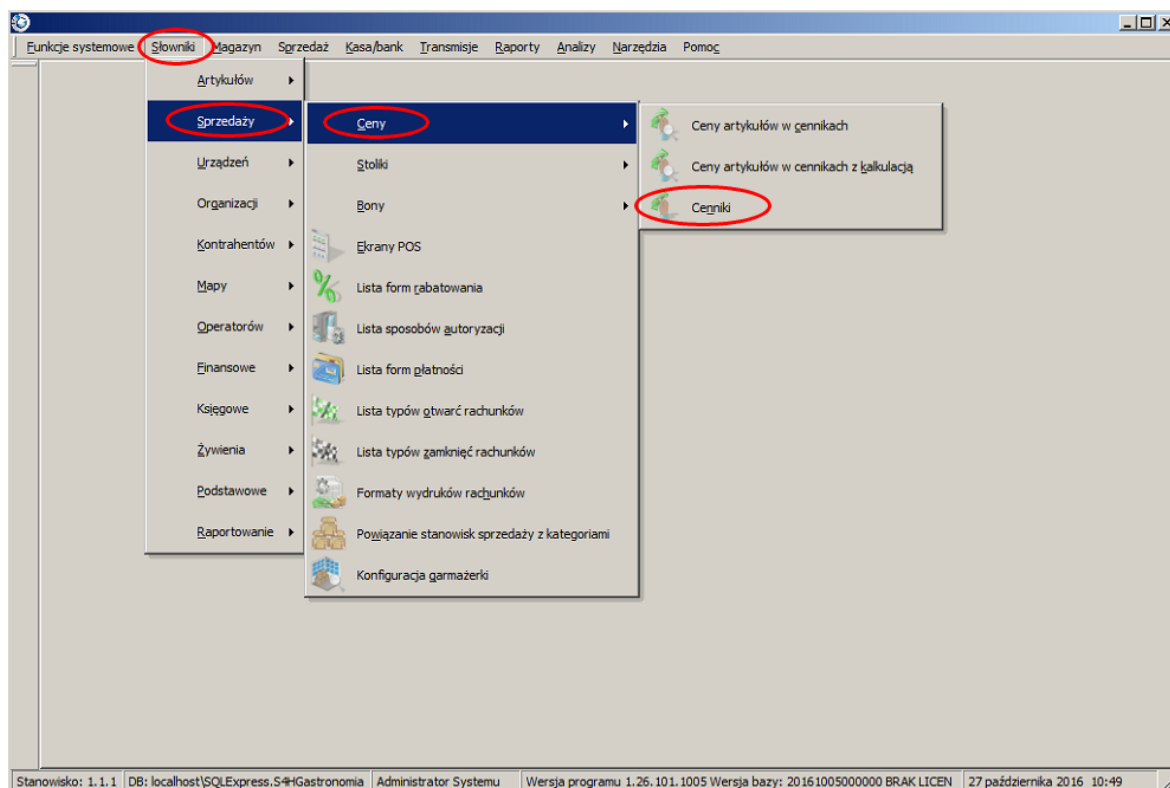 Funkcje systemowe Słowniki Magazyn Sprzedaż Kasa/bank Transmisje Raporty Analizy Narzędzia Pomoc
Artykułów
Sprzedaży
Urządzeń
Organizacji
Kontrahentów
Mapy
Operatorów
Finansowe
Księgowe
Żywienia
Podstawowe
Raportowanie
Ceny
Stoliki
Bony
Ekrany POS
Lista form rabatowania
Lista sposobów autoryzacji
Lista form płatności
Lista typów otwarć rachunków
Lista typów zamknięć rachunków
Formaty wydruków rachunków
Powiązanie stanowisk sprzedaży z kategoriami
Konfiguracja garmażerki
Ceny artykułów w cennikach
Ceny artykułów w cennikach z kalkulacją
Cenniki
Stanowisko: 1.1.1 DB: localhost\SQLExpress.S4HGastronomia Administrator Systemu Wersja programu 1.26.101.1005 Wersja bazy: 20161005000000 BRAK LICEN 27 października 2016 10:49